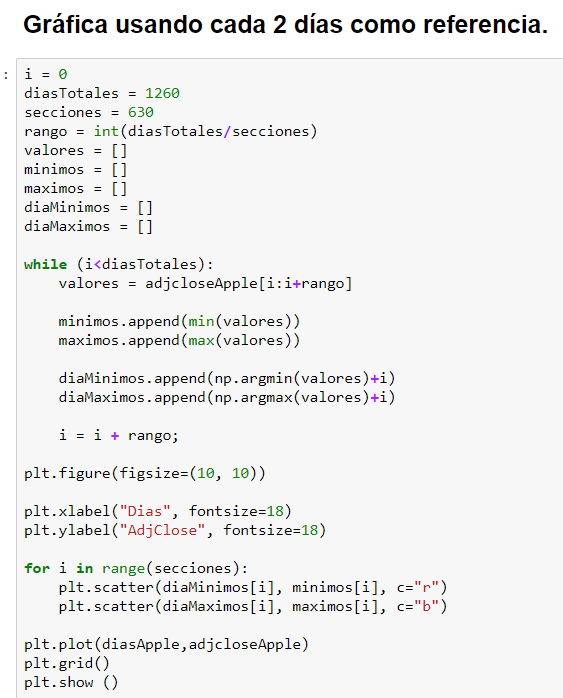 Gráfica usando cada 2 días como referencia.
: i = 0
diasTotales = 1260
secciones = 630
rango = int(diasTotales/secciones)
valores = []
minimos = []
maximos = []
diaMinimos = []
diaMaximos = []
while (i<diasTotales):
    valores = adjcloseApple[i:i+rango]
    minimos.append(min(valores))
    maximos.append(max(valores))
    diaMinimos.append(np.argmin(valores)+i)
    diaMaximos.append(np.argmax(valores)+i)
    i = i + rango;
plt.figure(figsize=(10, 10))
plt.xlabel("Dias", fontsize=18)
plt.ylabel("AdjClose", fontsize=18)
for i in range(secciones):
    plt.scatter(diaMinimos[i], minimos[i], c="r")
    plt.scatter(diaMaximos[i], maximos[i], c="b")
plt.plot(diasApple,adjcloseApple)
plt.grid()
plt.show ()